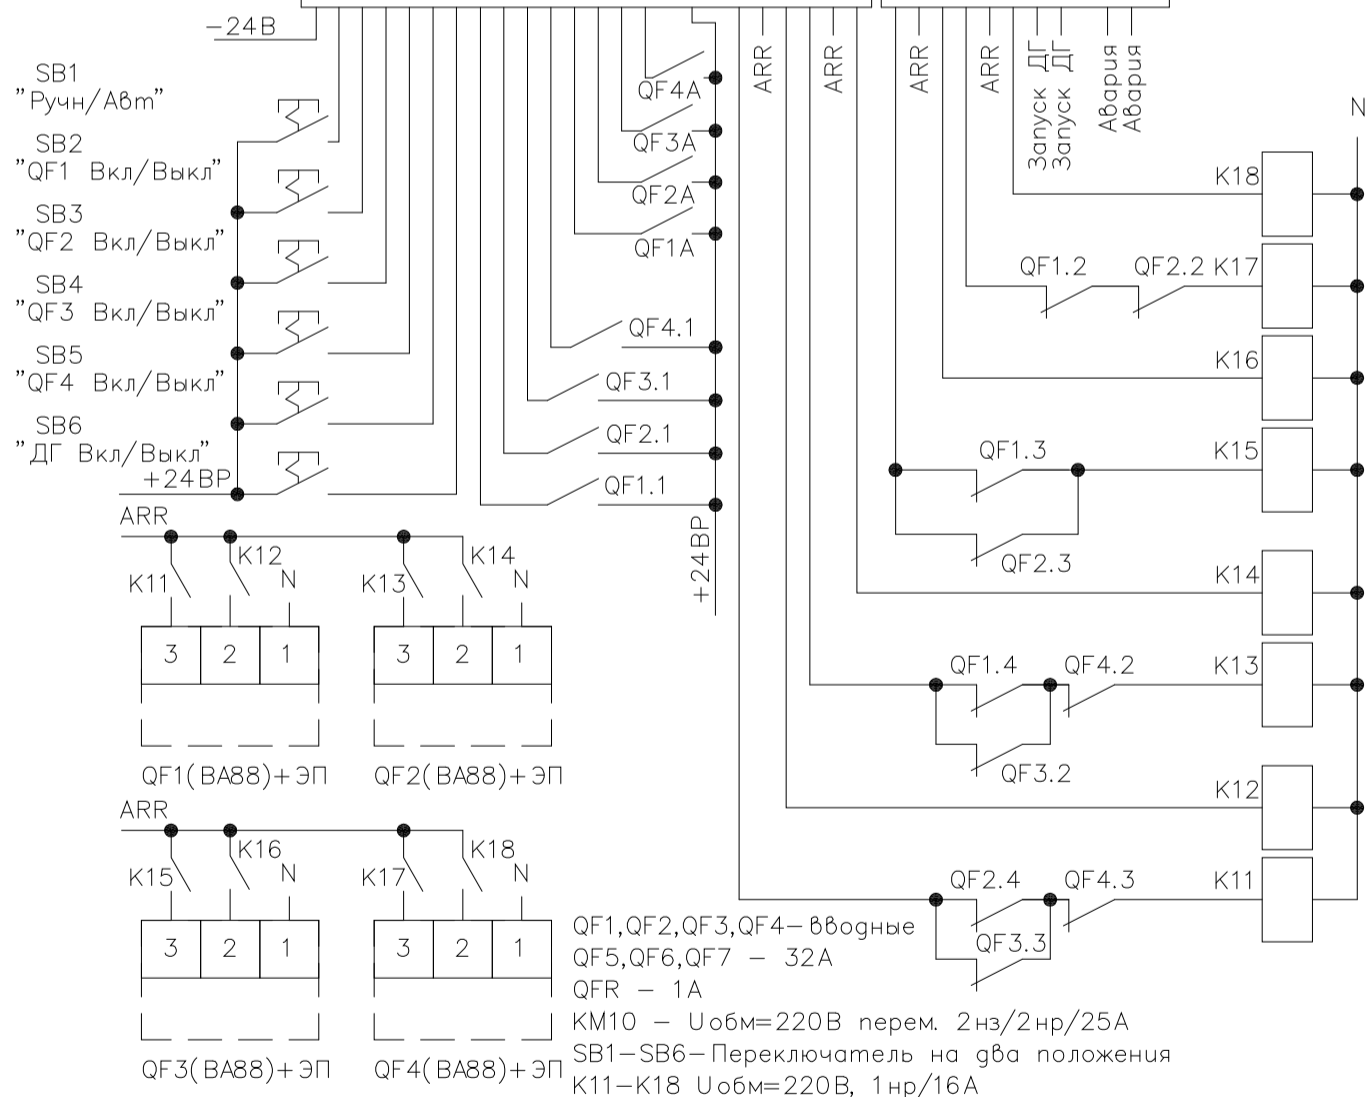 -24В
SB1
"Ручн/Авт"
SB2
"QF1 Вкл/Выкл"
SB3
"QF2 Вкл/Выкл"
SB4
"QF3 Вкл/Выкл"
SB5
"QF4 Вкл/Выкл"
SB6
"ДГ Вкл/Выкл"
+24ВР
QF4A
QF3A
QF2A
QF1A
QF4.1
QF3.1
QF2.1
QF1.1
+24ВР
ARR
ARR
ARR
ARR
Запуск ДГ
Запуск ДГ
Авария
Авария
N
K18
QF1.2
QF2.2
K17
K16
QF1.3
K15
QF2.3
K14
QF1.4
QF4.2
K13
QF3.2
K12
QF2.4
QF4.3
K11
QF3.3
ARR
K11
K12
N
K13
K14
N
3
2
1
3
2
1
QF1(ВА88)+ЭП
QF2(ВА88)+ЭП
ARR
K15
K16
N
K17
K18
N
3
2
1
3
2
1
QF3(ВА88)+ЭП
QF4(ВА88)+ЭП
QF1,QF2,QF3,QF4-вводные
QF5,QF6,QF7 - 32А
QFR - 1А
KM10 - Uобм=220В перем. 2нз/2нр/25А
SB1-SB6-Переключатель на два положения
K11-K18 Uобм=220В, 1нр/16А